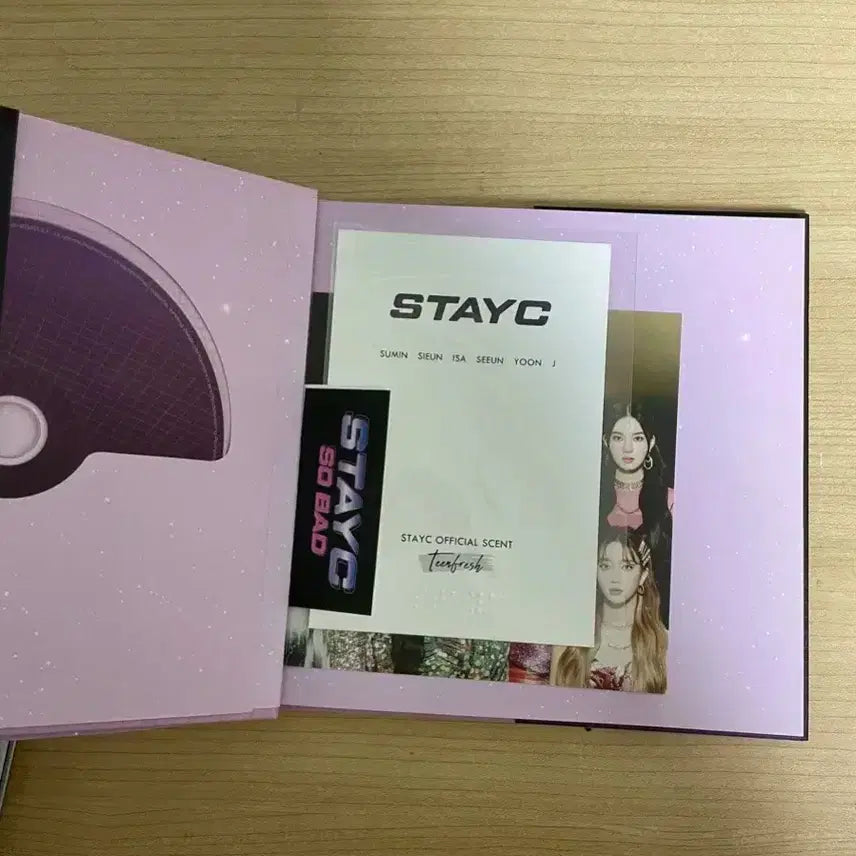 STAYC
SUMIN SIEUN ISA SEEUN YOON J
STAYC
SO BAD
STAYC OFFICIAL SCENT
Teenfresh